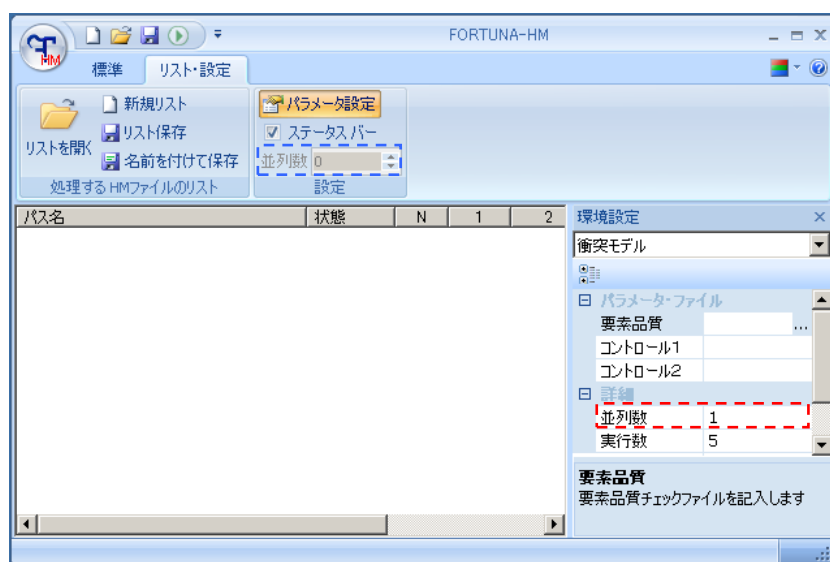 FORTUNA-HM
HM
標準 リスト・設定
リストを開く
新規リスト
リスト保存
名前を付けて保存
処理する HMファイルのリスト
パラメータ設定
ステータス バー
並列数 0
設定
パス名 状態 N 1 2
環境設定
衝突モデル
パラメータ・ファイル
要素品質 ...
コントロール1
コントロール2
詳細
並列数 1
実行数 5
要素品質
要素品質チェックファイルを記入します